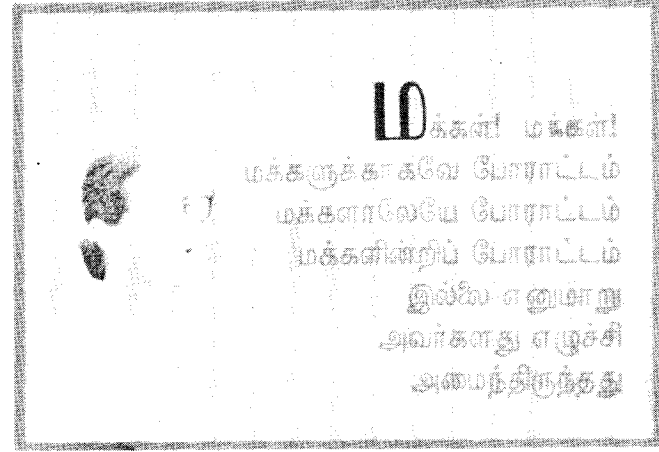 மக்கள்! மக்கள்!
மக்களுக்காகவே போராட்டம்
மக்களாலேயே போராட்டம்
மக்களின்றிப் போராட்டம்
இல்லை எனுமாறு
அவர்களது எழுச்சி
அமைந்திருந்தது